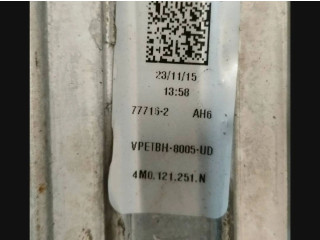 23/11/15
13:58
77716-2 AH6
VPE1BH-8005-UD
4M0.121.251.N